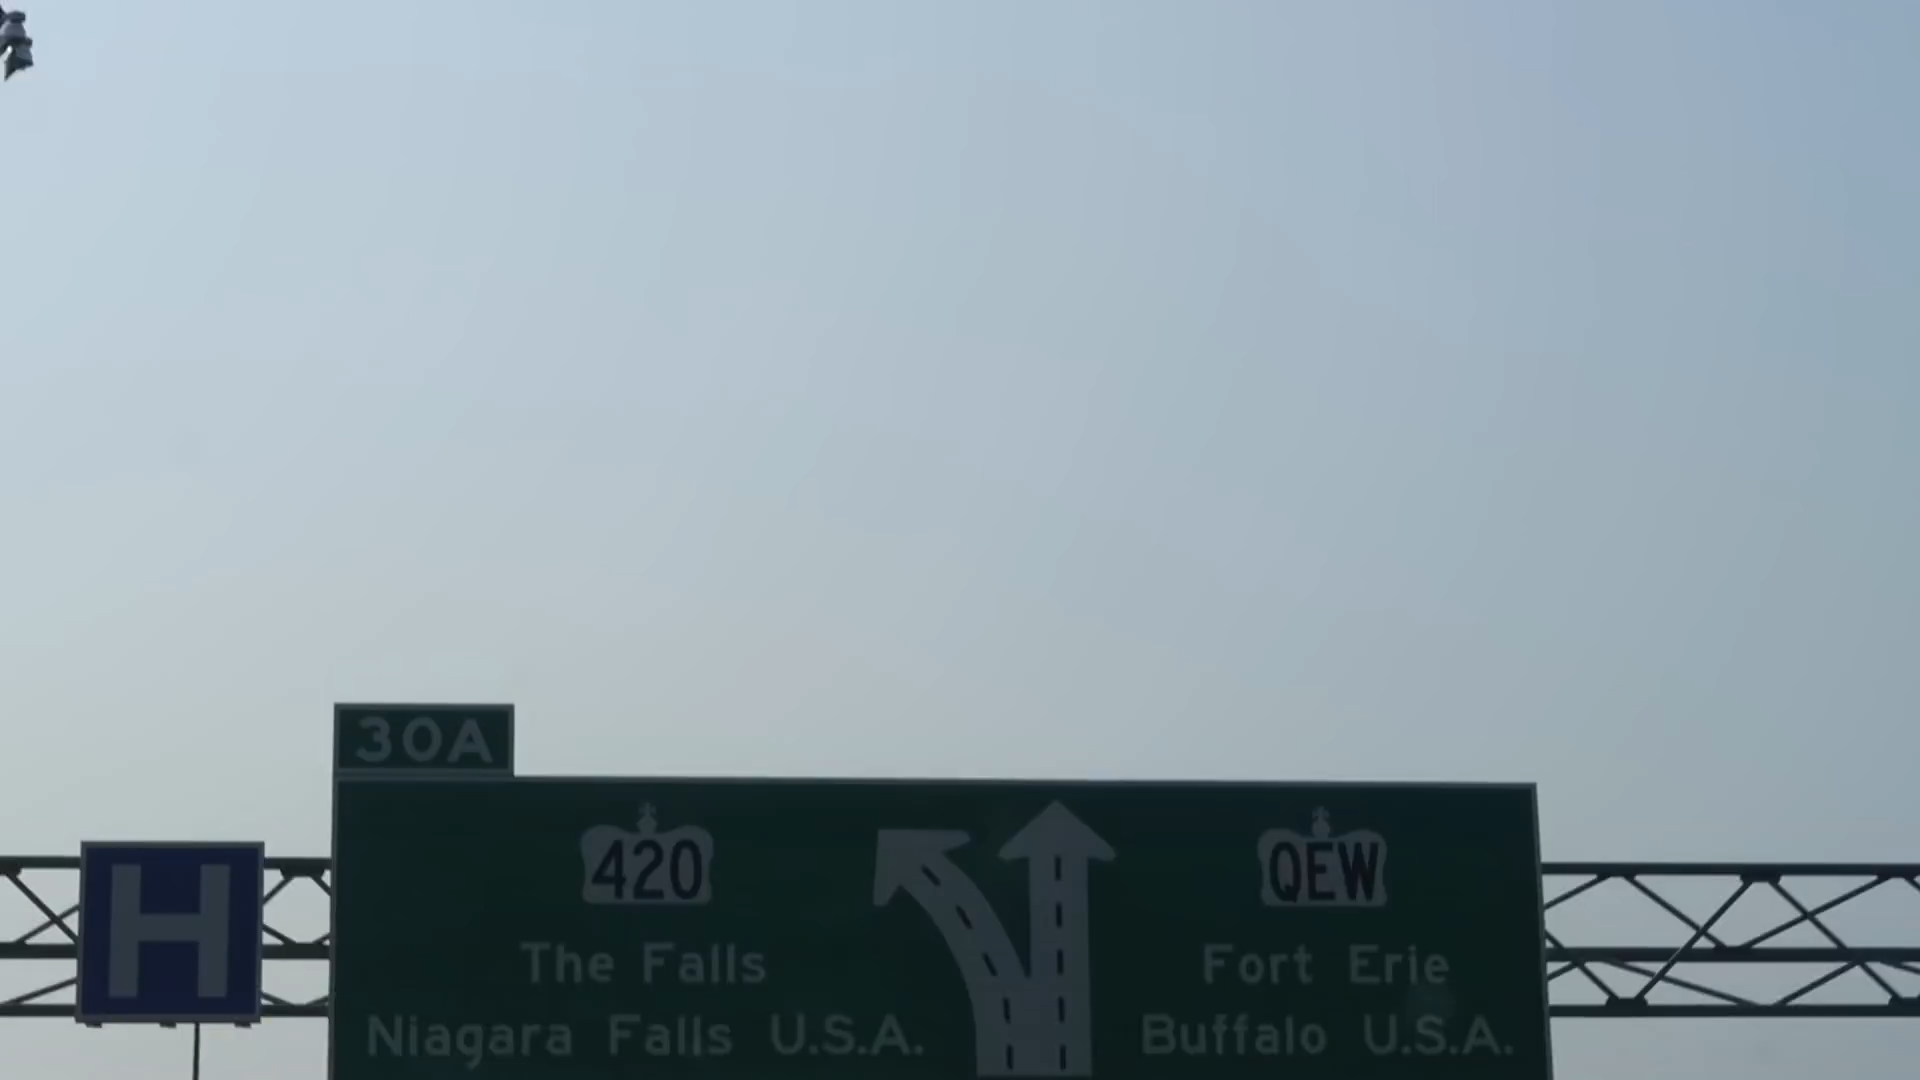 30A
H
420
The Falls
Niagara Falls U.S.A.
QEW
Fort Erie
Buffalo U.S.A.